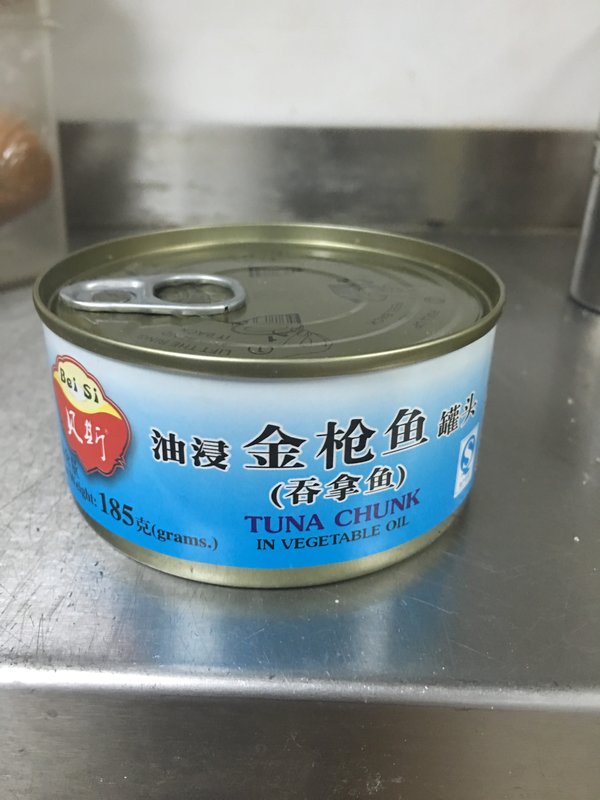 Bei Si
贝斯
油浸 金枪鱼 罐头
(吞拿鱼)
TUNA CHUNK
IN VEGETABLE OIL
185克(grams.)